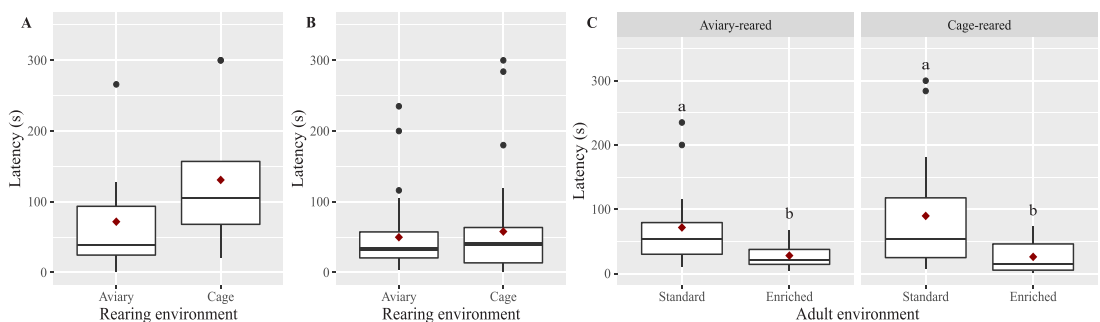 A
Latency (s)
300
200
100
0
Aviary
Cage
Rearing environment
B
Latency (s)
300
200
100
0
Aviary
Cage
Rearing environment
C
Aviary-reared
Cage-reared
Latency (s)
300
200
100
0
a
b
a
b
Standard
Enriched
Standard
Enriched
Adult environment